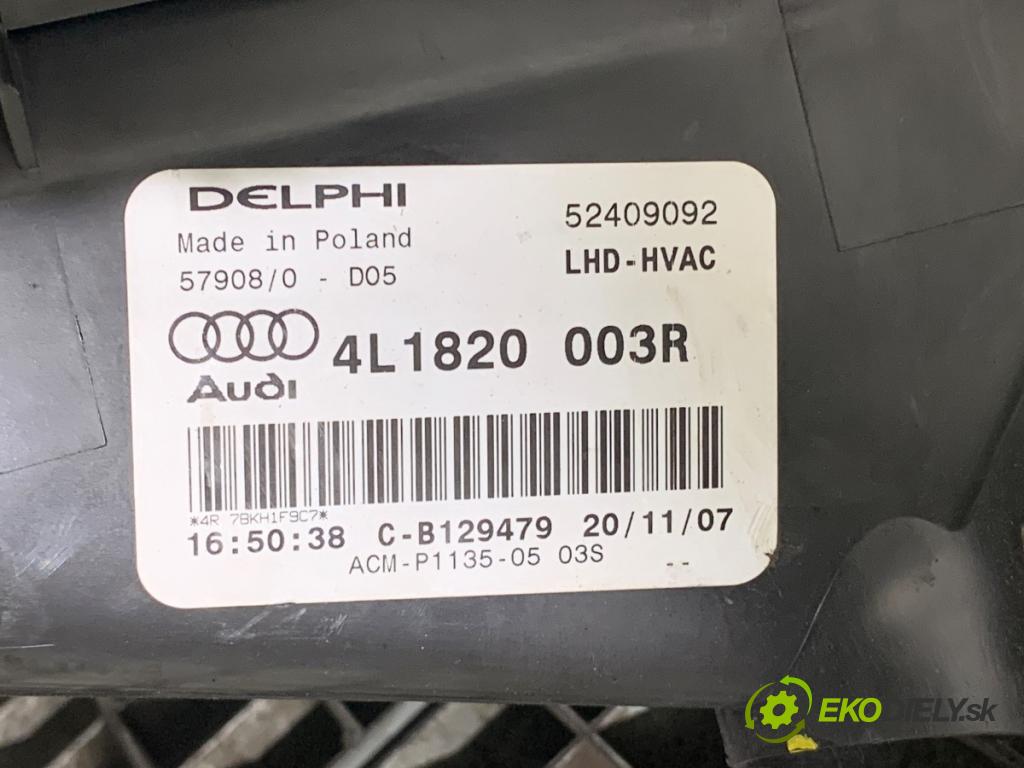 DELPHI
52409092
Made in Poland
LHD-HVAC
57908/0 - D05
4L1820 003R
Audi
*4R 7BKH1F9C7*
16:50:38 C-B129479 20/11/07
ACM-P1135-05 03S --
EKODIELY.sk